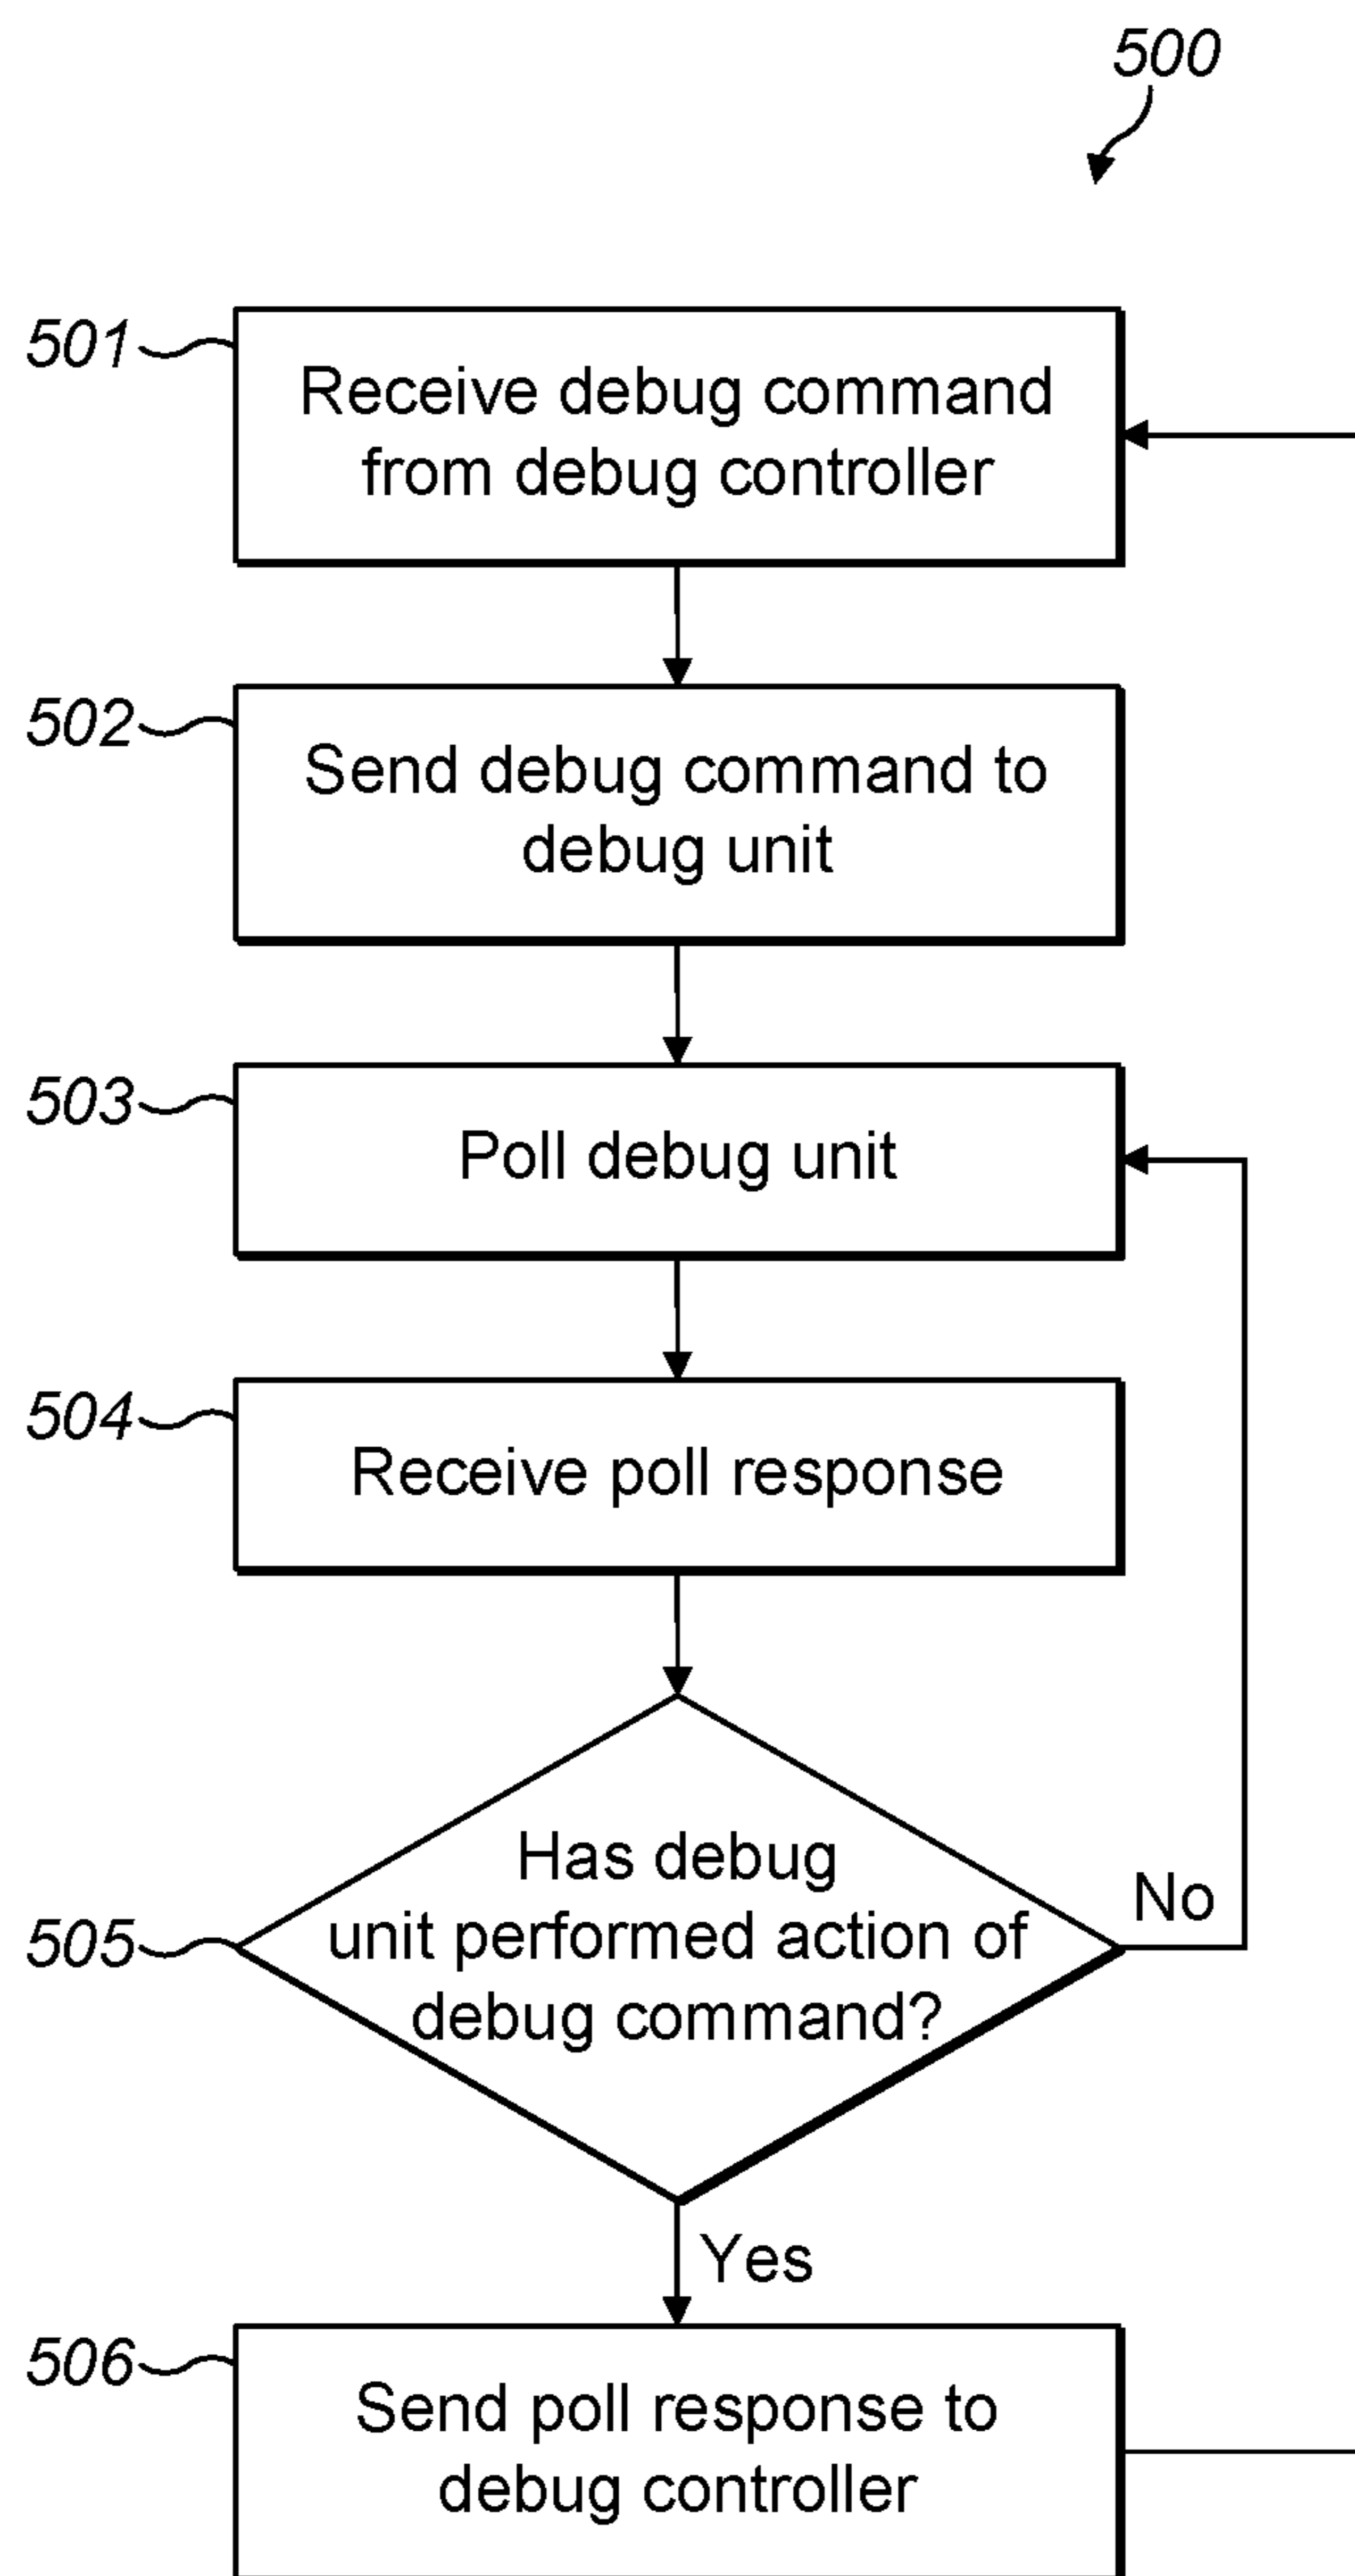 500
501
Receive debug command
from debug controller
502
Send debug command to
debug unit
503
Poll debug unit
504
Receive poll response
505
Has debug
unit performed action of
debug command?
No
Yes
506
Send poll response to
debug controller